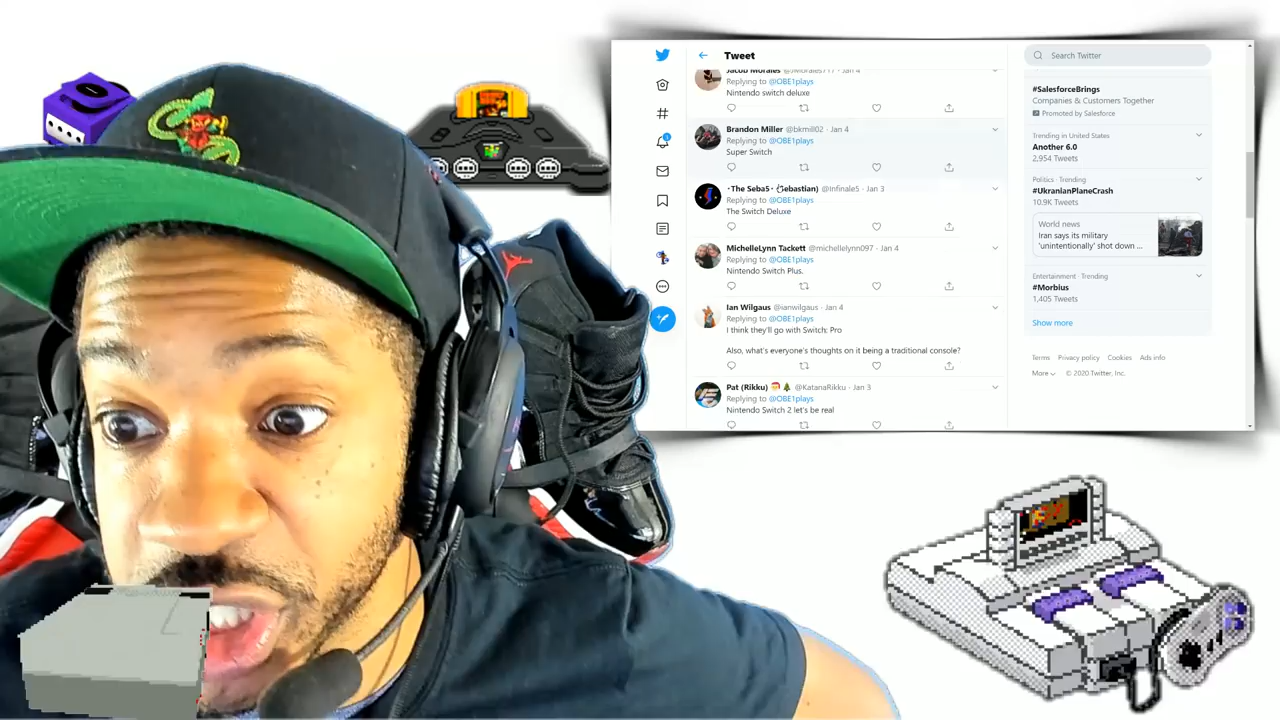 Tweet
Jacob Morales @JMorales717 · Jan 4
Replying to @OBE1plays
Nintendo switch deluxe
Brandon Miller @bkmill02 · Jan 4
Replying to @OBE1plays
Super Switch
Sebastian) @Infinale5 · Jan 3
Replying to @OBE1plays
The Switch Deluxe
MichelleLynn Tackett @michellelynn097 · Jan 4
Replying to @OBE1plays
Nintendo Switch Plus.
Ian Wilgaus @ianwilgaus · Jan 4
Replying to @OBE1plays
I think they'll go with Switch: Pro
Also, what's everyone's thoughts on it being a traditional console?
Pat (Rikku) 🎅 🎄 @KatanaRikku · Jan 3
Replying to @OBE1plays
Nintendo Switch 2 let's be real
Search Twitter
#SalesforceBrings
Companies & Customers Together
Promoted by Salesforce
Trending in United States
Another 6.0
2,954 Tweets
Politics · Trending
#UkranianPlaneCrash
10.9K Tweets
World news
Iran says its military
'unintentionally' shot down ...
Entertainment · Trending
#Morbius
1,405 Tweets
Show more
Terms Privacy policy Cookies Ads info
More © 2020 Twitter, Inc.